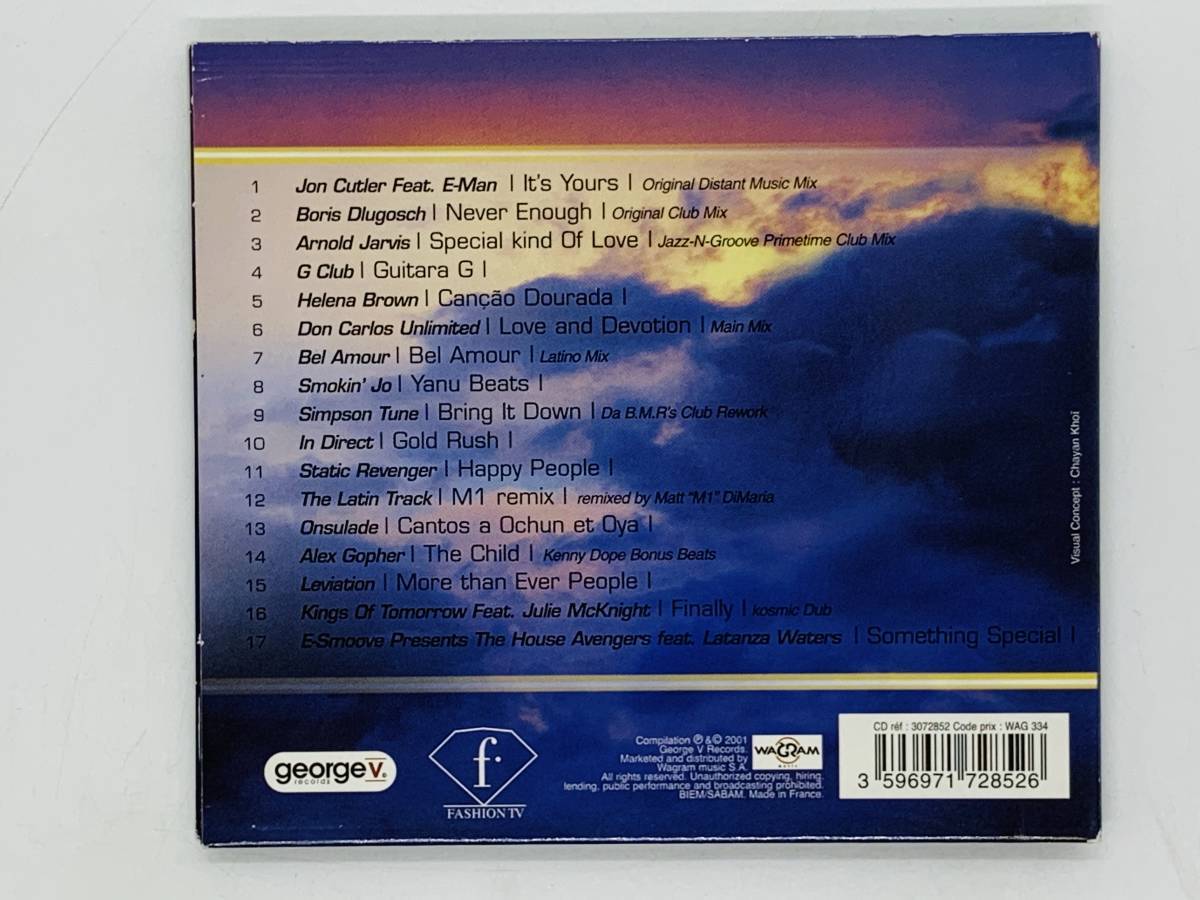 1 Jon Cutler Feat. E-Man | It's Yours | Original Distant Music Mix
2 Boris Dlugosch | Never Enough | Original Club Mix
3 Arnold Jarvis | Special kind Of Love | Jazz-N-Groove Primetime Club Mix
4 G Club | Guitara G |
5 Helena Brown | Canção Dourada |
6 Don Carlos Unlimited | Love and Devotion | Main Mix
7 Bel Amour | Bel Amour | Latino Mix
8 Smokin' Jo | Yanu Beats |
9 Simpson Tune | Bring It Down | Da B.M.R's Club Rework
10 In Direct | Gold Rush |
11 Static Revenger | Happy People |
12 The Latin Track | M1 remix | remixed by Matt "M1" DiMaria
13 Onsulade | Cantos a Ochun et Oya |
14 Alex Gopher | The Child | Kenny Dope Bonus Beats
15 Leviation | More than Ever People |
16 Kings Of Tomorrow Feat. Julie McKnight | Finally | kosmic Dub
17 E-Smoove Presents The House Avengers feat. Latanza Waters | Something Special |
Visual Concept : Chayan Khoï
george V.
records
f.
FASHION TV
Compilation ℗ & © 2001
George V Records.
Marketed and distributed by
Wagram music S.A.
All rights reserved. Unauthorized copying, hiring,
lending, public performance and broadcasting prohibited.
BIEM/SABAM. Made in France.
WAGRAM
music
CD réf : 3072852 Code prix : WAG 334
3 596971 728526